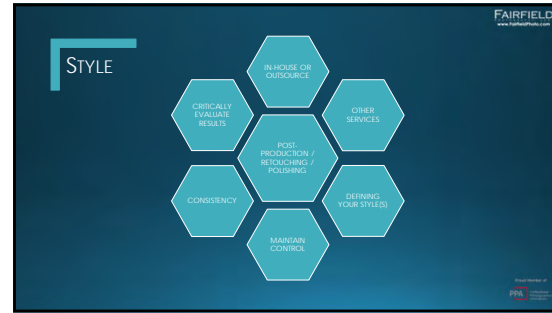 FAIRFIELD
www.FairfieldPhoto.com
STYLE
IN-HOUSE OR
OUTSOURCE
CRITICALLY
EVALUATE
RESULTS
OTHER
SERVICES
POST-
PRODUCTION /
RETOUCHING /
POLISHING
CONSISTENCY
DEFINING
YOUR STYLE(S)
MAINTAIN
CONTROL
Proud Member of
PPA